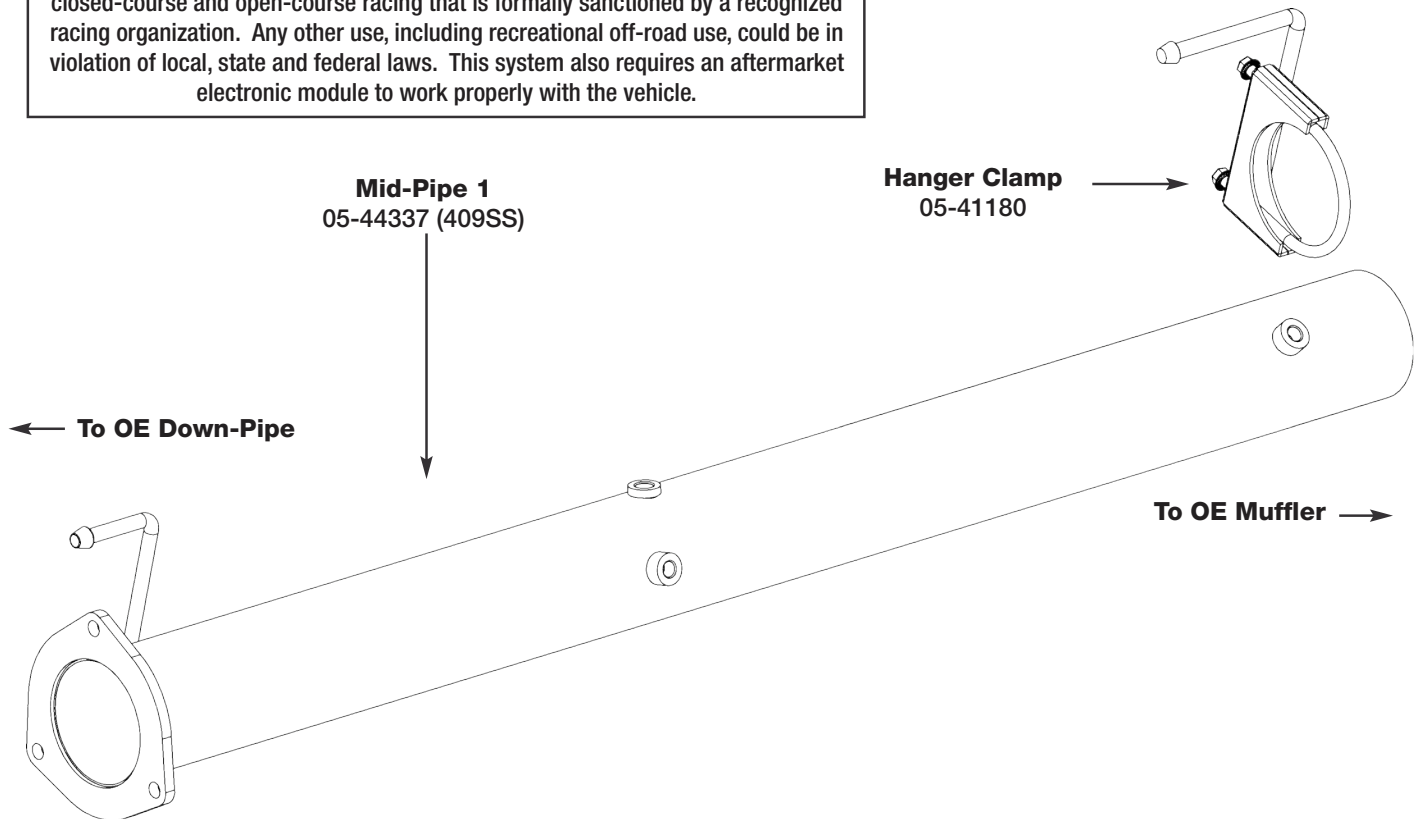 closed-course and open-course racing that is formally sanctioned by a recognized
racing organization. Any other use, including recreational off-road use, could be in
violation of local, state and federal laws. This system also requires an aftermarket
electronic module to work properly with the vehicle.
Mid-Pipe 1
05-44337 (409SS)
Hanger Clamp
05-41180
To OE Down-Pipe
To OE Muffler